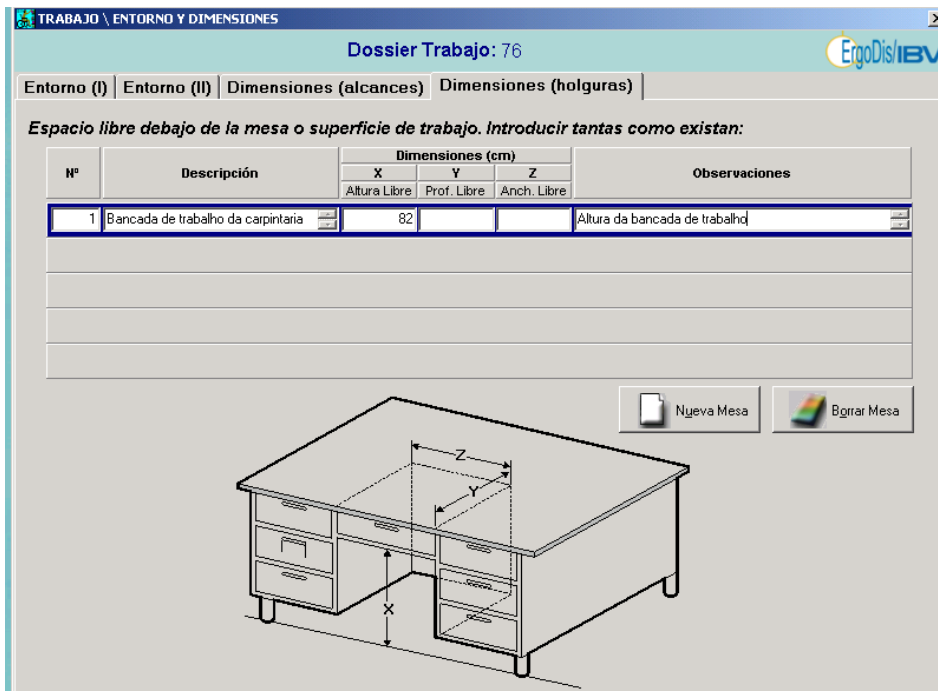 TRABAJO \ ENTORNO Y DIMENSIONES
Dossier Trabajo: 76
ErgoDis/IBV
Entorno (I) Entorno (II) Dimensiones (alcances) Dimensiones (holguras)
Espacio libre debajo de la mesa o superficie de trabajo. Introducir tantas como existan:
Nº Descripción Dimensiones (cm) Observaciones
X Y Z
Altura Libre Prof. Libre Anch. Libre
1 Bancada de trabalho da carpintaria 82 Altura da bancada de trabalho
Nueva Mesa Borrar Mesa
Z
Y
X